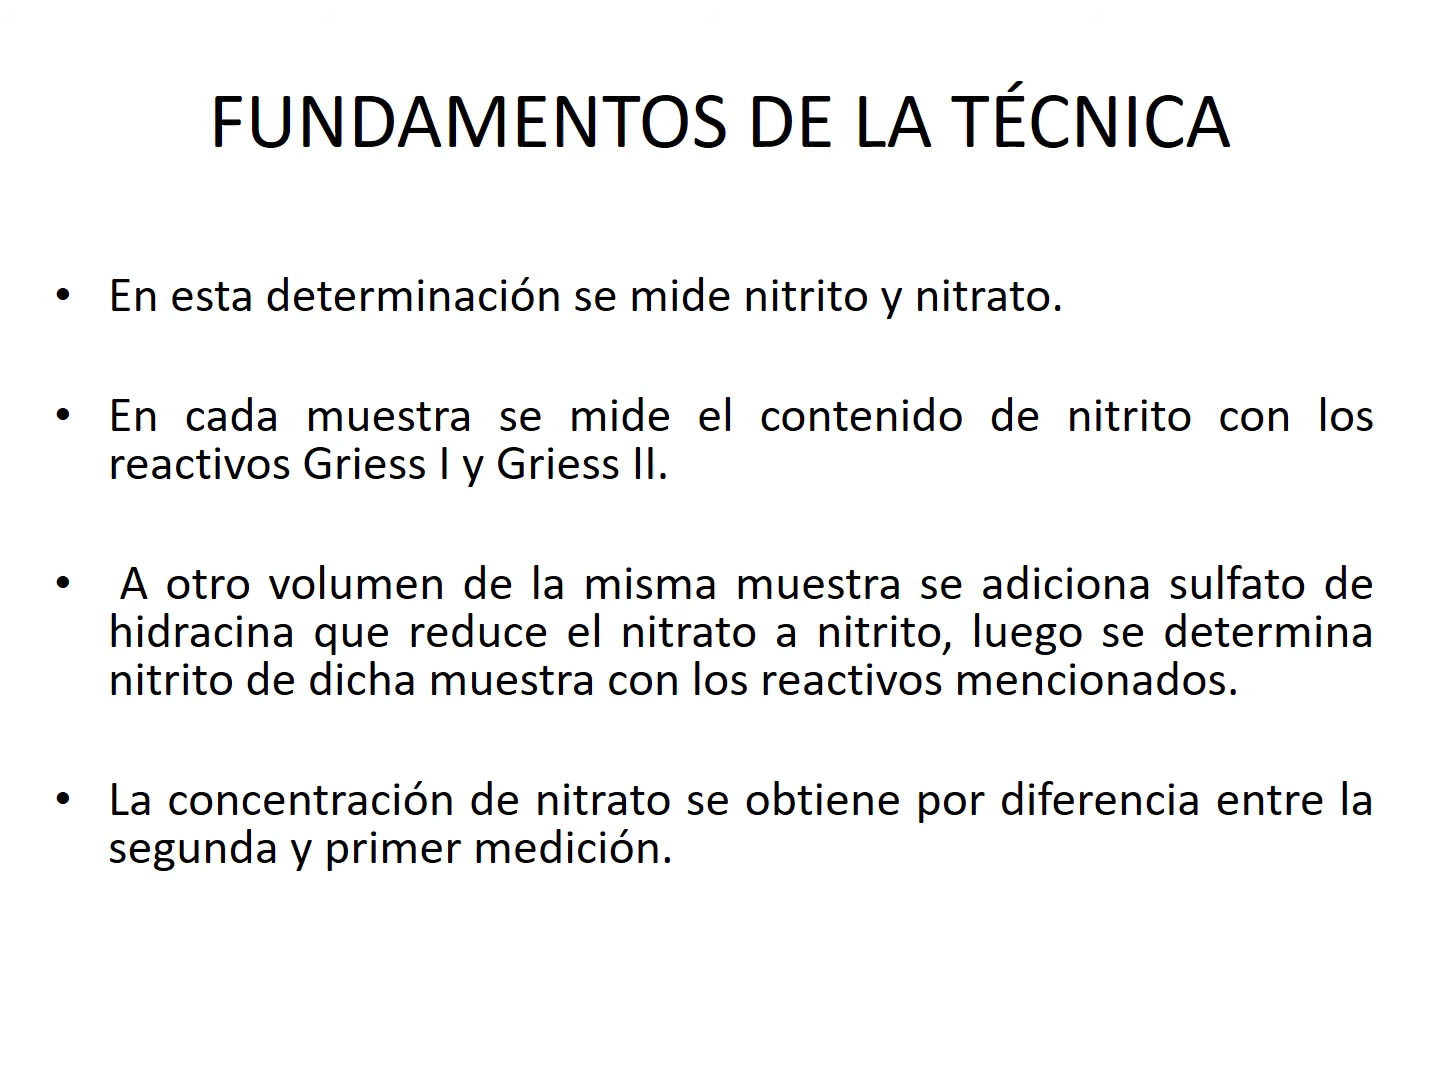 FUNDAMENTOS DE LA TÉCNICA
• En esta determinación se mide nitrito y nitrato.
• En cada muestra se mide el contenido de nitrito con los
reactivos Griess I y Griess II.
• A otro volumen de la misma muestra se adiciona sulfato de
hidracina que reduce el nitrato a nitrito, luego se determina
nitrito de dicha muestra con los reactivos mencionados.
• La concentración de nitrato se obtiene por diferencia entre la
segunda y primer medición.